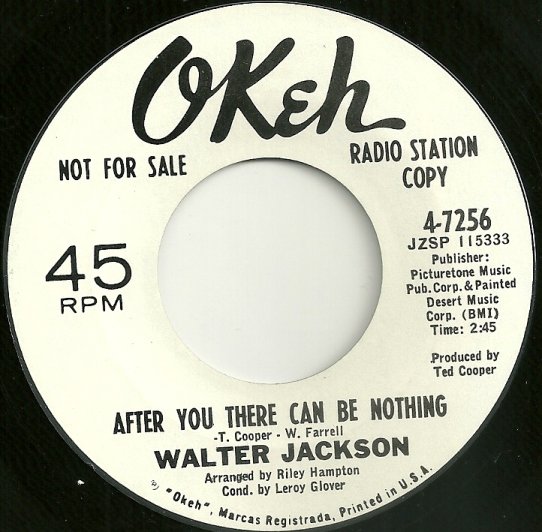 OKeh
NOT FOR SALE
RADIO STATION
COPY
45
RPM
4-7256
JZSP 115333
Publisher:
Picturetone Music
Pub. Corp. & Painted
Desert Music
Corp. (BMI)
Time: 2:45
Produced by
Ted Cooper
AFTER YOU THERE CAN BE NOTHING
-T. Cooper - W. Farrell
WALTER JACKSON
Arranged by Riley Hampton
Cond. by Leroy Glover
"Okeh", Marcas Registrada, Printed in U.S.A.